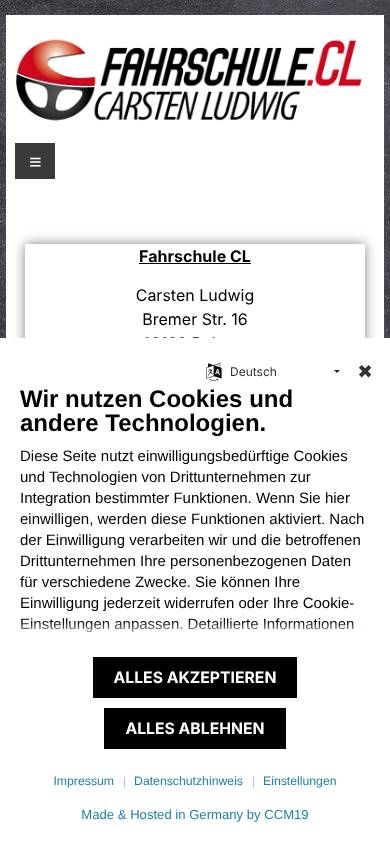 FAHRSCHULE.CL
CARSTEN LUDWIG
Fahrschule CL
Carsten Ludwig
Bremer Str. 16
Deutsch
Wir nutzen Cookies und
andere Technologien.
Diese Seite nutzt einwilligungsbedürftige Cookies
und Technologien von Drittunternehmen zur
Integration bestimmter Funktionen. Wenn Sie hier
einwilligen, werden diese Funktionen aktiviert. Nach
der Einwilligung verarbeiten wir und die betroffenen
Drittunternehmen Ihre personenbezogenen Daten
für verschiedene Zwecke. Sie können Ihre
Einwilligung jederzeit widerrufen oder Ihre Cookie-
Einstellungen anpassen. Detaillierte Informationen
ALLES AKZEPTIEREN
ALLES ABLEHNEN
Impressum | Datenschutzhinweis | Einstellungen
Made & Hosted in Germany by CCM19